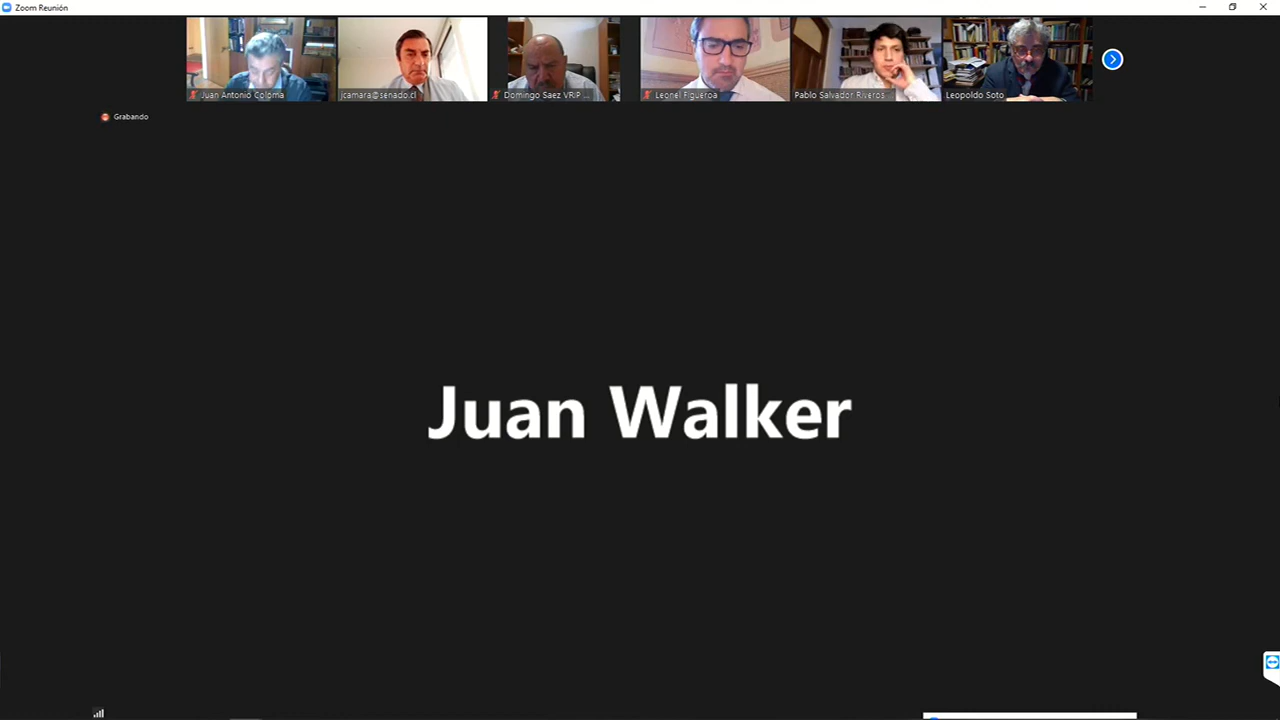 Zoom Reunión
Juan Antonio Coloma
jcamara@senado.cl
Domingo Saez VRIP ...
Leonel Figueroa
Pablo Salvador Riveros ...
Leopoldo Soto
Grabando
Juan Walker